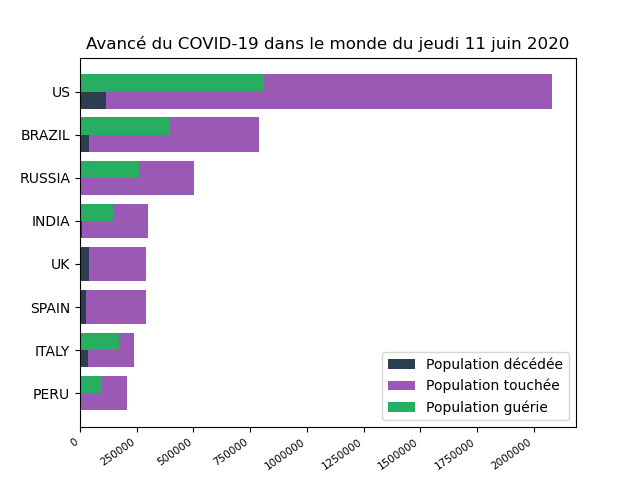 Avancé du COVID-19 dans le monde du jeudi 11 juin 2020
US
BRAZIL
RUSSIA
INDIA
UK
SPAIN
ITALY
PERU
Population décédée
Population touchée
Population guérie
0
250000
500000
750000
1000000
1250000
1500000
1750000
2000000